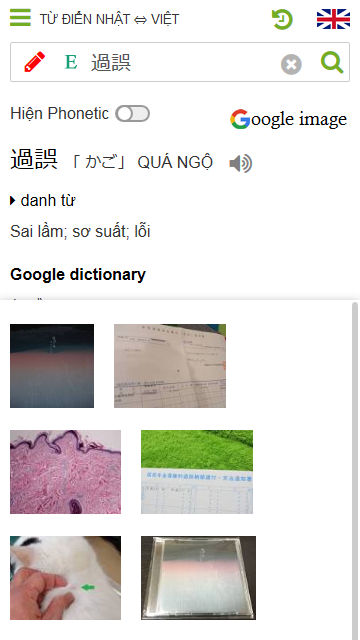 TỪ ĐIỂN NHẬT ⇔ VIỆT
E 過誤
Hiện Phonetic
Google image
過誤 「 かご」 QUÁ NGỘ
danh từ
Sai lầm; sơ suất; lỗi
Google dictionary